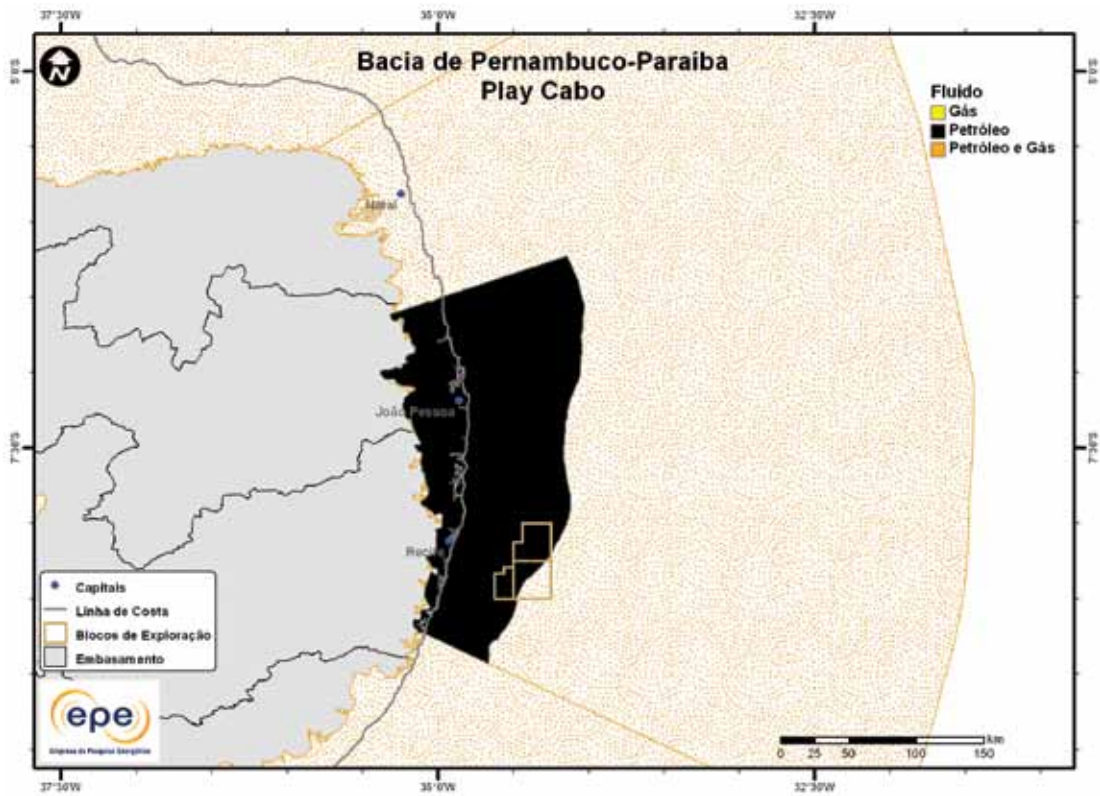 37°30'W
35°0'W
32°30'W
Bacia de Pernambuco-Paraíba
Play Cabo
5°0'S
5°0'S
Fluido
Gás
Petróleo
Petróleo e Gás
Natal
João Pessoa
7°30'S
7°30'S
Recife
Capitais
Linha de Costa
Blocos de Exploração
Embasamento
epe
Empresa de Pesquisa Energética
km
0 25 50 100 150
37°30'W
35°0'W
32°30'W